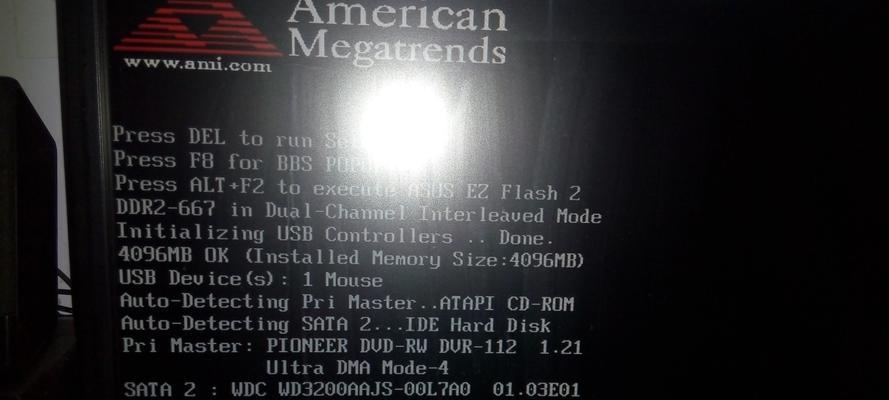 American
Megatrends
www.ami.com
Press DEL to run
Press F8 for BBS
Press ALT+F2 to execute ASUS EZ Flash 2
DDR2-667 in Dual-Channel Interleaved Mode
Initializing USB Controllers .. Done.
4096MB OK (Installed Memory Size:4096MB)
USB Device(s): 1 Mouse
Auto-Detecting Pri Master..ATAPI CD-ROM
Auto-Detecting SATA 2...IDE Hard Disk
Pri Master: PIONEER DVD-RW DVR-112 1.21
Ultra DMA Mode-4
SATA 2 : WDC WD3200AAJS-00L7A0 01.03E01